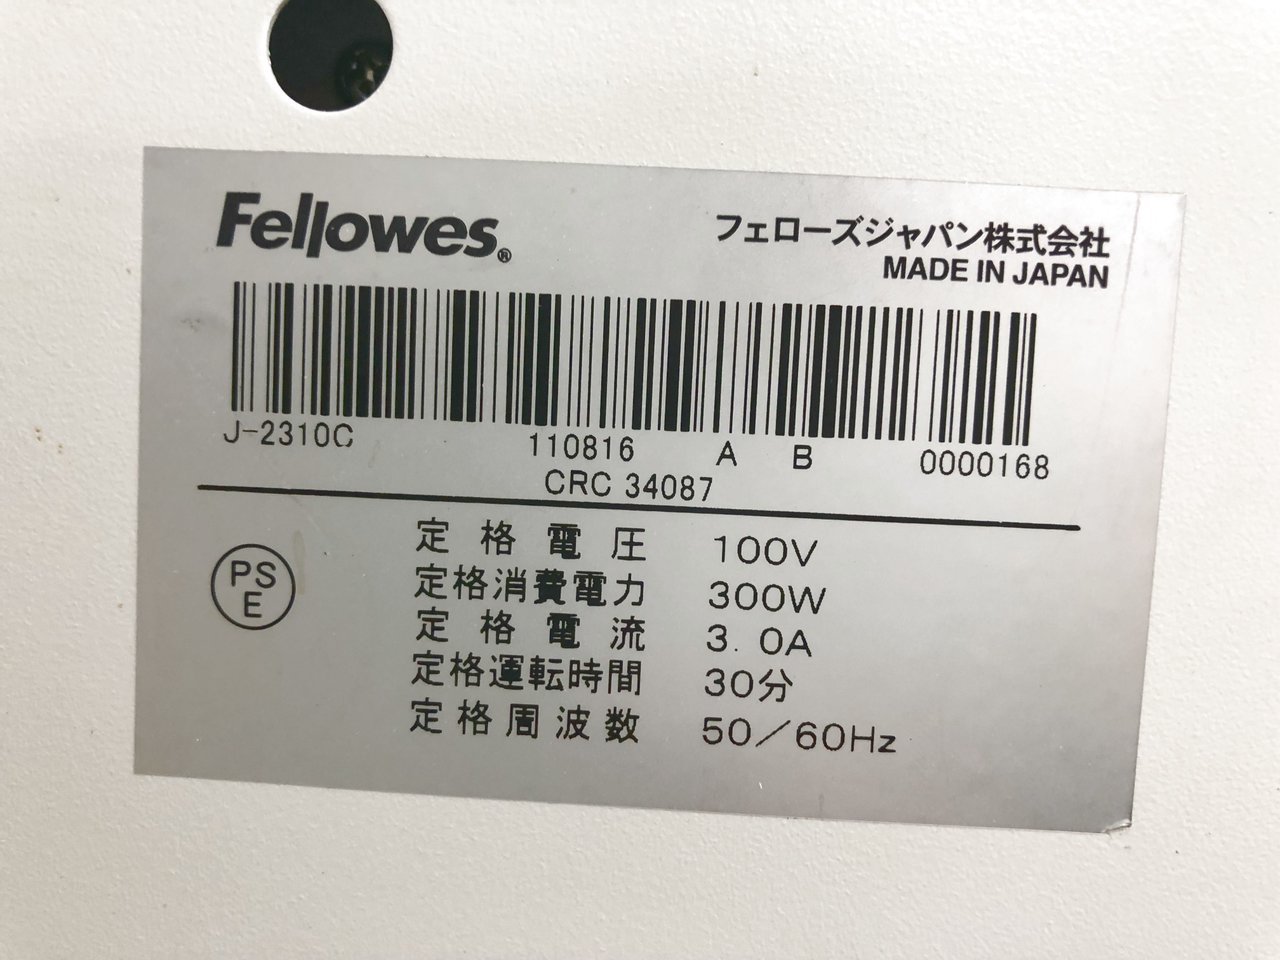 Fellowes®
フェローズジャパン株式会社
MADE IN JAPAN
J-2310C 110816 A B 0000168
CRC 34087
PS
E
定格電圧 100V
定格消費電力 300W
定格電流 3.0A
定格運転時間 30分
定格周波数 50/60Hz